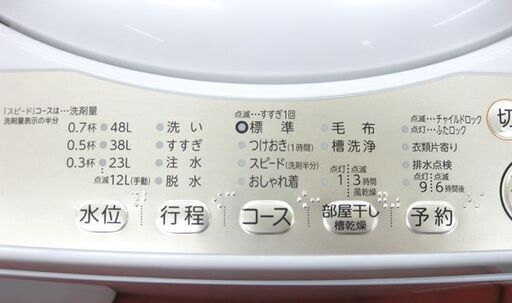 「スピード」コースは…洗剤量
洗剤量表示の半分
0.7杯 48L
0.5杯 38L
0.3杯 23L
点滅 12L(手動)
水位
洗い
すすぎ
注水
脱水
行程
点滅…すすぎ1回
標準
つけおき(1時間)
スピード(洗剤半分)
おしゃれ着
コース
毛布
槽洗浄
点灯 点滅
1 3時間
風乾燥
部屋干し
槽乾燥
点滅…チャイルドロック
点灯…ふたロック
衣類片寄り
排水点検
点灯 点滅
9 6時間後
予約
切